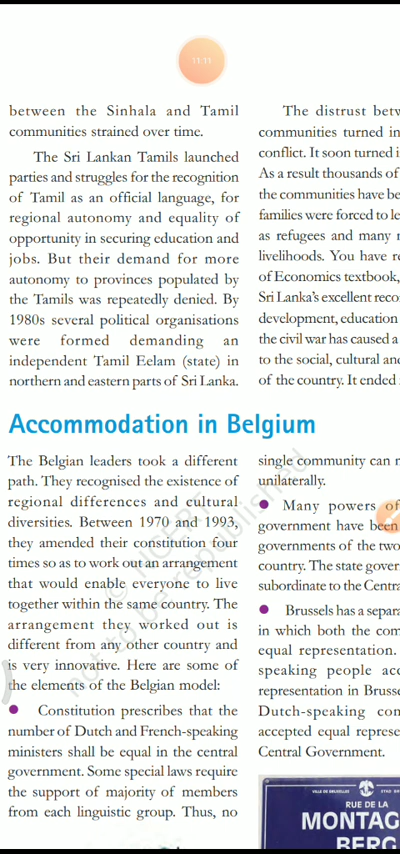 11:11
between the Sinhala and Tamil
communities strained over time.
The Sri Lankan Tamils launched
parties and struggles for the recognition
of Tamil as an official language, for
regional autonomy and equality of
opportunity in securing education and
jobs. But their demand for more
autonomy to provinces populated by
the Tamils was repeatedly denied. By
1980s several political organisations
were formed demanding an
independent Tamil Eelam (state) in
northern and eastern parts of Sri Lanka.
The distrust
communities turned
conflict. It soon turned
As a result thousands of
the communities have
families were forced to
as refugees and many
livelihoods. You have
of Economics textbook,
Sri Lanka's excellent
development, education
the civil war has caused a
to the social, cultural
of the country. It ended
Accommodation in Belgium
The Belgian leaders took a different
path. They recognised the existence of
regional differences and cultural
diversities. Between 1970 and 1993,
they amended their constitution four
times so as to work out an arrangement
that would enable everyone to live
together within the same country. The
arrangement they worked out is
different from any other country and
is very innovative. Here are some of
the elements of the Belgian model:
● Constitution prescribes that the
number of Dutch and French-speaking
ministers shall be equal in the central
government. Some special laws require
the support of majority of members
from each linguistic group. Thus, no
single community can
unilaterally.
● Many powers of
government have been
governments of the two
country. The state
subordinate to the
● Brussels has a
in which both the
equal representation.
speaking people
representation in
Dutch-speaking
accepted equal
Central Government.
© NCERT
not to be republished
VILLE DE BRUXELLES
STAD
RUE DE LA
MONTAG
BERG